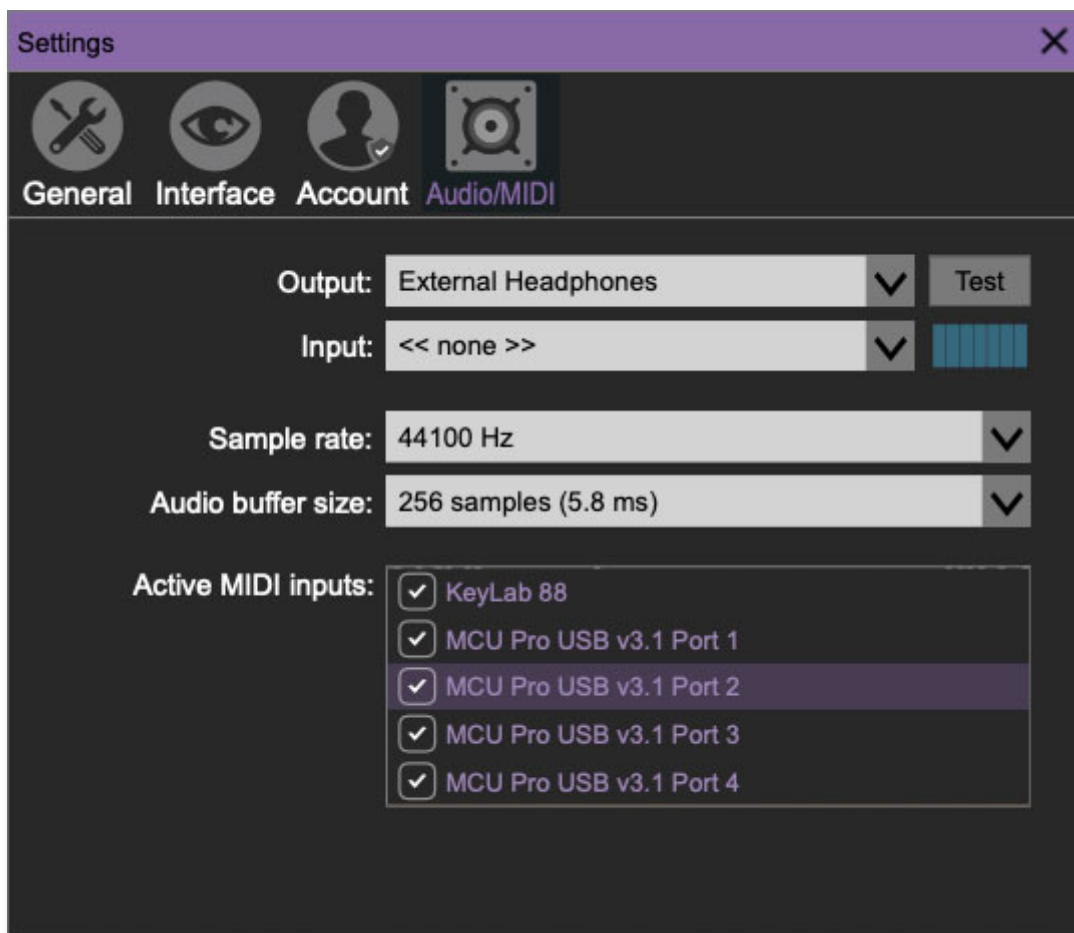 Settings
General Interface Account Audio/MIDI
Output: External Headphones Test
Input: << none >>
Sample rate: 44100 Hz
Audio buffer size: 256 samples (5.8 ms)
Active MIDI inputs: KeyLab 88
MCU Pro USB v3.1 Port 1
MCU Pro USB v3.1 Port 2
MCU Pro USB v3.1 Port 3
MCU Pro USB v3.1 Port 4